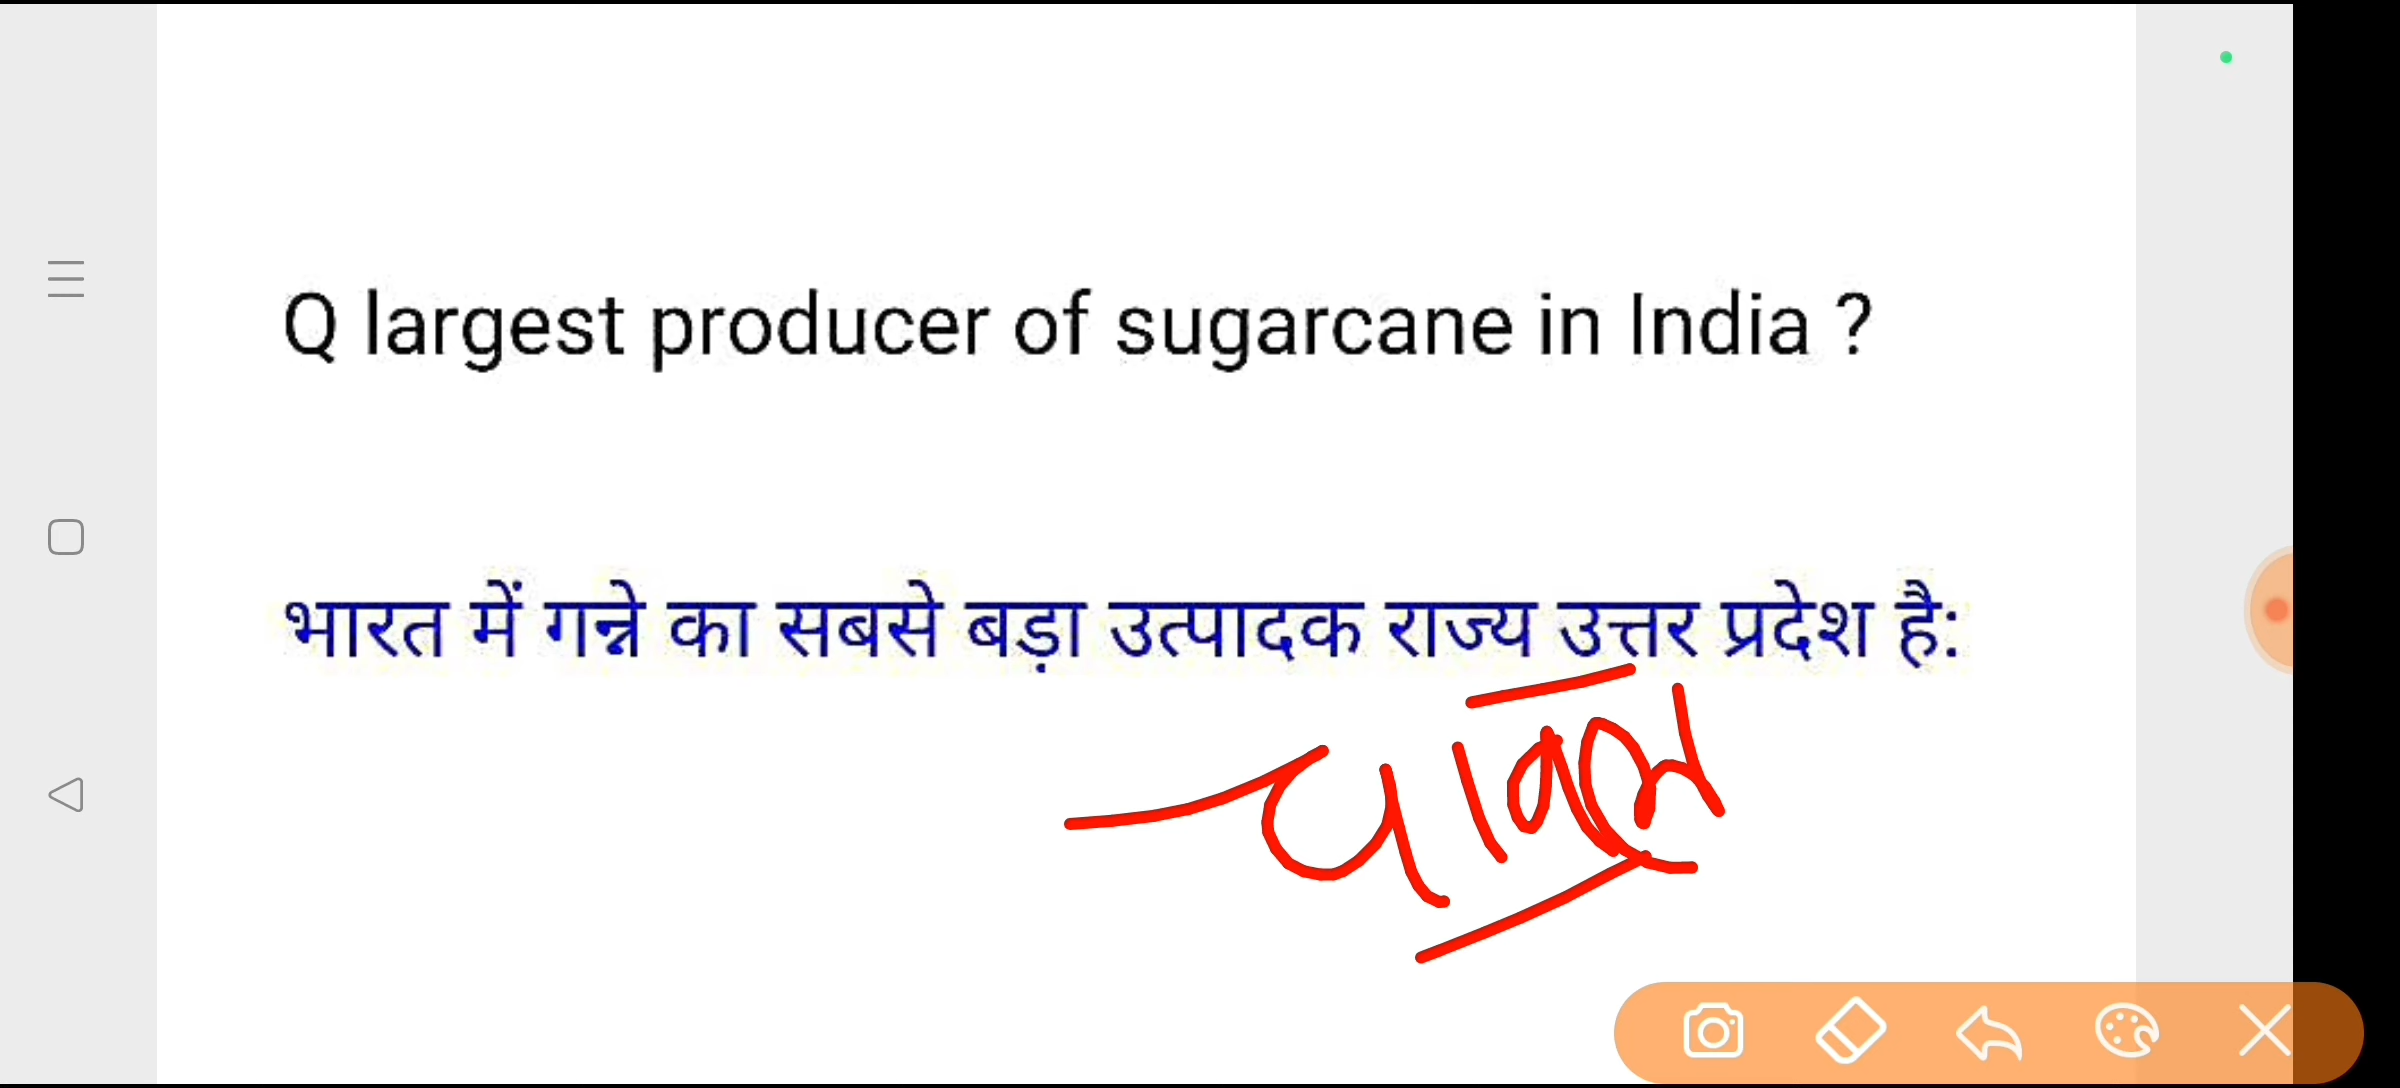 Q largest producer of sugarcane in India ?
भारत में गन्ने का सबसे बड़ा उत्पादक राज्य उत्तर प्रदेश है: